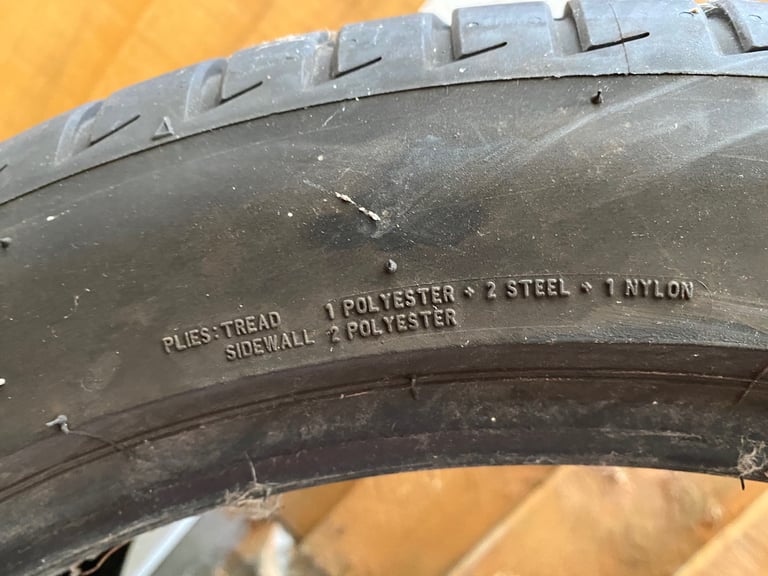 PLIES: TREAD 1 POLYESTER + 2 STEEL + 1 NYLON
SIDEWALL 2 POLYESTER